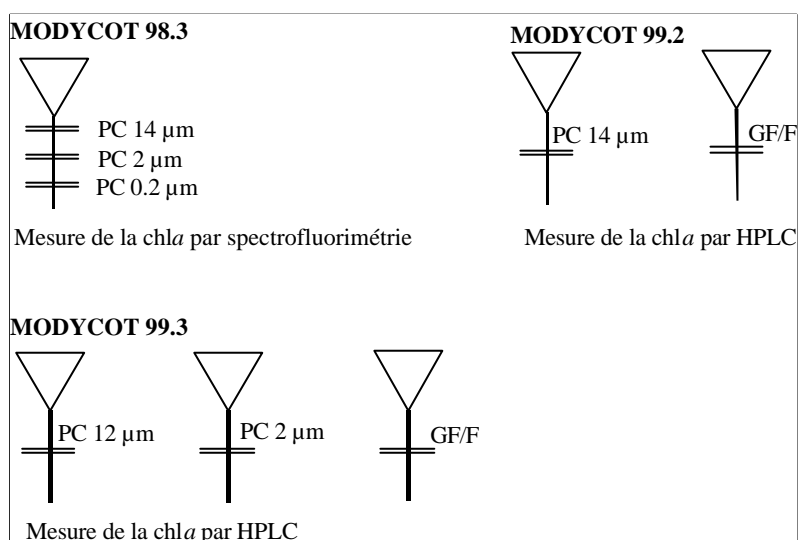 MODYCOT 98.3
PC 14 µm
PC 2 µm
PC 0.2 µm
Mesure de la chla par spectrofluorimétrie
MODYCOT 99.2
PC 14 µm
GF/F
Mesure de la chla par HPLC
MODYCOT 99.3
PC 12 µm
PC 2 µm
GF/F
Mesure de la chla par HPLC